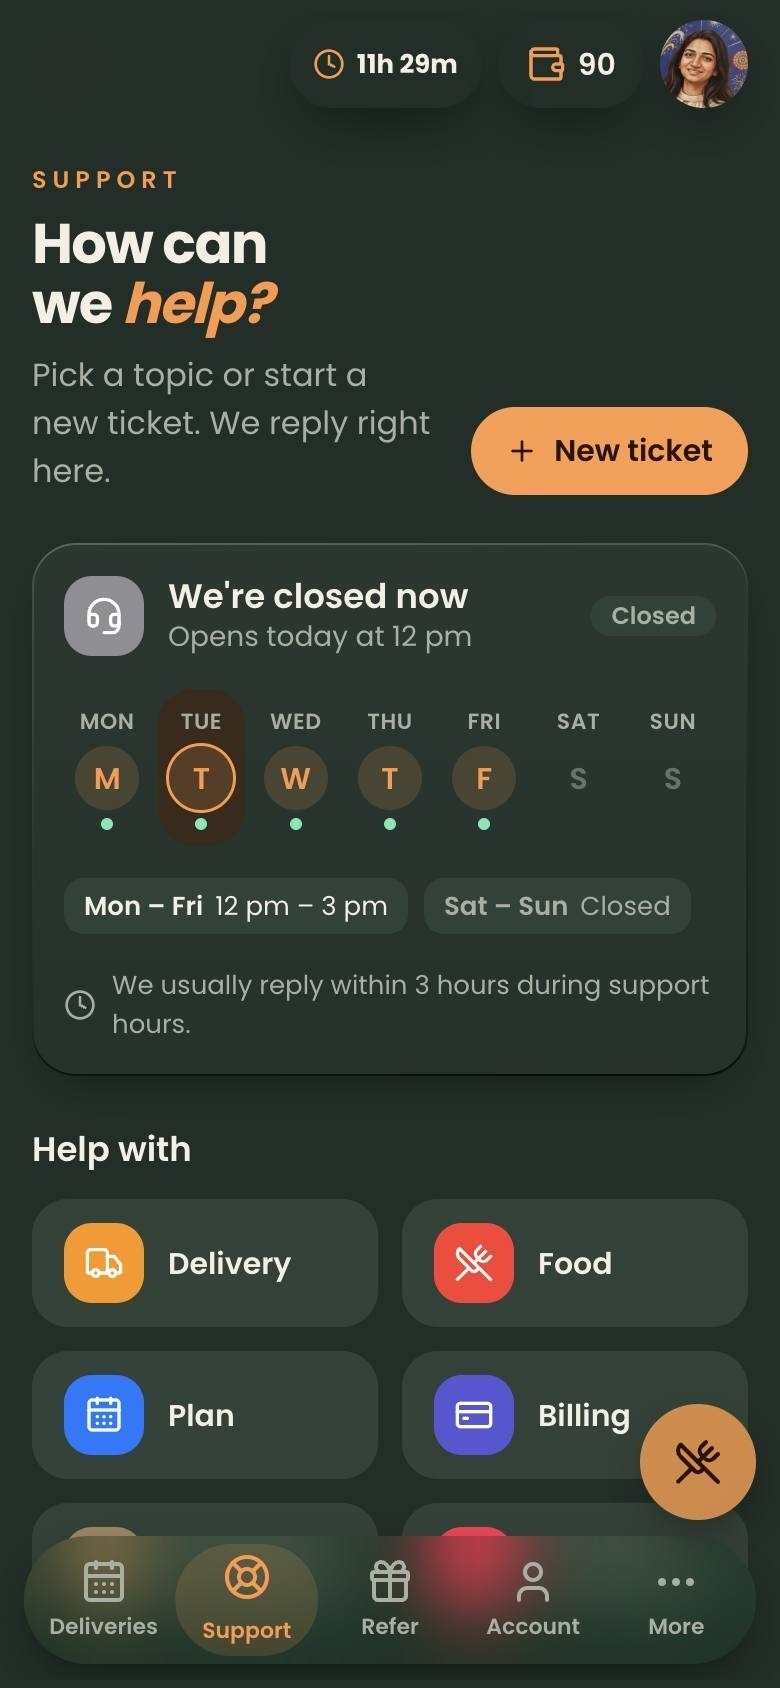 11h 29m
90
SUPPORT
How can
we help?
Pick a topic or start a
new ticket. We reply right
here.
New ticket
We're closed now
Opens today at 12 pm
Closed
MON TUE WED THU FRI SAT SUN
M T W T F S S
Mon – Fri 12 pm – 3 pm
Sat – Sun Closed
We usually reply within 3 hours during support
hours.
Help with
Delivery
Food
Plan
Billing
Deliveries
Support
Refer
Account
More